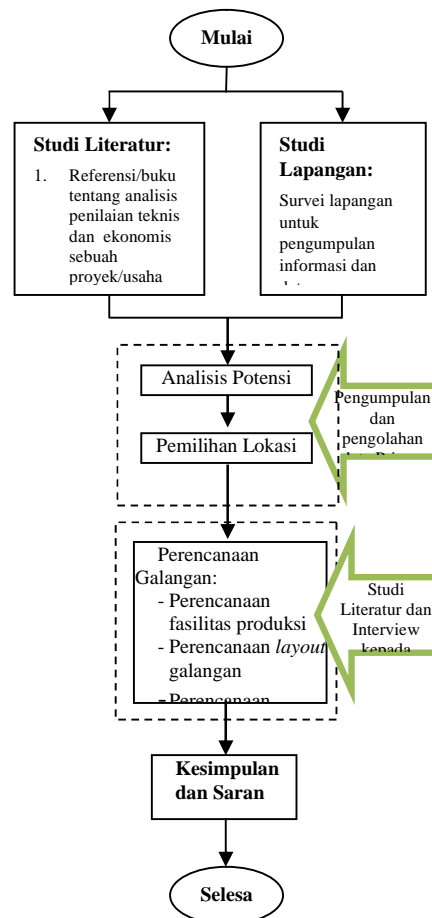 Mulai
Studi Literatur:
1. Referensi/buku
tentang analisis
penilaian teknis
dan ekonomis
sebuah
proyek/usaha
Studi
Lapangan:
Survei lapangan
untuk
pengumpulan
informasi dan
Analisis Potensi
Pemilihan Lokasi
Pengumpulan
dan
pengolahan
Perencanaan
Galangan:
- Perencanaan
fasilitas produksi
- Perencanaan layout
galangan
- Perencanaan
Studi
Literatur dan
Interview
kepada
Kesimpulan
dan Saran
Selesa